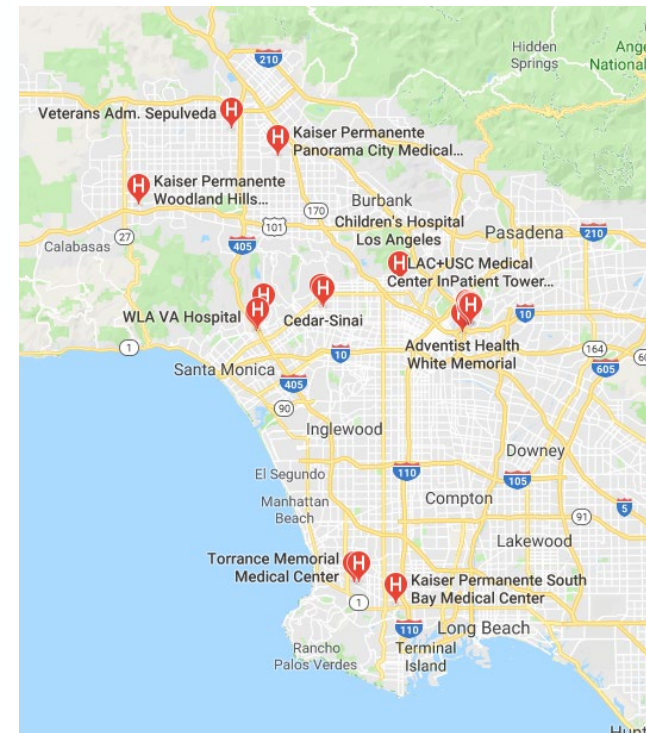 Hidden
Springs
Ange
National
210
Veterans Adm. Sepulveda
H
H
Kaiser Permanente
Panorama City Medical...
H
Kaiser Permanente
Woodland Hills...
Burbank
170
101
Children's Hospital
Los Angeles
Pasadena
210
27
405
Calabasas
H
LAC+USC Medical
Center InPatient Tower...
H
WLA VA Hospital
H
H
Cedar-Sinai
H
10
Adventist Health
White Memorial
1
10
164
60
Santa Monica
405
605
90
Inglewood
Downey
El Segundo
110
105
Manhattan
Beach
Compton
91
5
Lakewood
Torrance Memorial
Medical Center
H
H
Kaiser Permanente South
Bay Medical Center
1
110
Long Beach
Rancho
Palos Verdes
Terminal
Island
Hunt